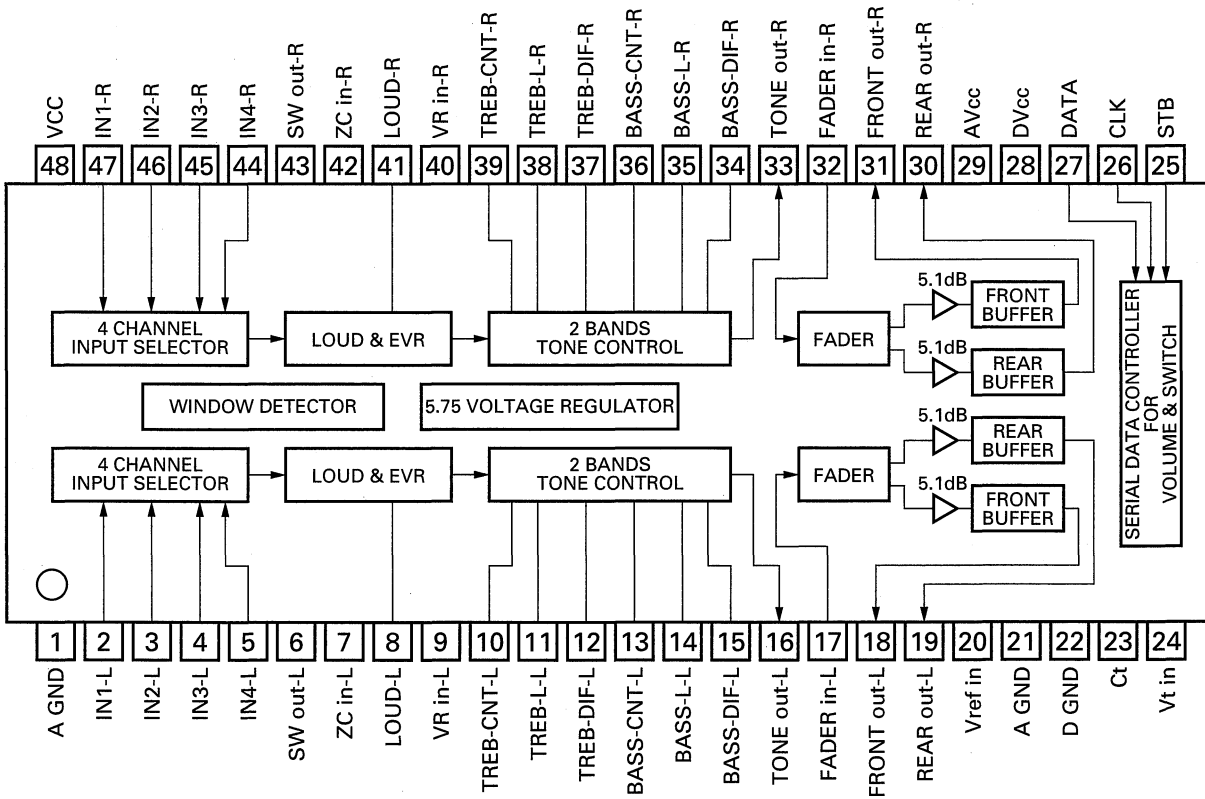 VCC
IN1-R
IN2-R
IN3-R
IN4-R
SW out-R
ZC in-R
LOUD-R
VR in-R
TREB-CNT-R
TREB-L-R
TREB-DIF-R
BASS-CNT-R
BASS-L-R
BASS-DIF-R
TONE out-R
FADER in-R
FRONT out-R
REAR out-R
AVcc
DVcc
DATA
CLK
STB
48 47 46 45 44 43 42 41 40 39 38 37 36 35 34 33 32 31 30 29 28 27 26 25
4 CHANNEL
INPUT SELECTOR
LOUD & EVR
2 BANDS
TONE CONTROL
FADER
5.1dB
FRONT
BUFFER
5.1dB
REAR
BUFFER
WINDOW DETECTOR
5.75 VOLTAGE REGULATOR
4 CHANNEL
INPUT SELECTOR
LOUD & EVR
2 BANDS
TONE CONTROL
FADER
5.1dB
REAR
BUFFER
5.1dB
FRONT
BUFFER
SERIAL DATA CONTROLLER
FOR
VOLUME & SWITCH
1 2 3 4 5 6 7 8 9 10 11 12 13 14 15 16 17 18 19 20 21 22 23 24
A GND
IN1-L
IN2-L
IN3-L
IN4-L
SW out-L
ZC in-L
LOUD-L
VR in-L
TREB-CNT-L
TREB-L-L
TREB-DIF-L
BASS-CNT-L
BASS-L-L
BASS-DIF-L
TONE out-L
FADER in-L
FRONT out-L
REAR out-L
Vref in
A GND
D GND
Ct
Vt in